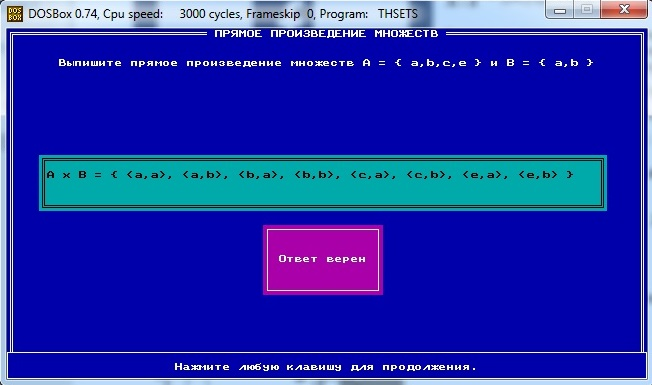 DOSBox 0.74, Cpu speed: 3000 cycles, Frameskip 0, Program: THSETS
ПРЯМОЕ ПРОИЗВЕДЕНИЕ МНОЖЕСТВ
Выпишите прямое произведение множеств A = { a,b,c,e } и B = { a,b }
A x B = { <a,a>, <a,b>, <b,a>, <b,b>, <c,a>, <c,b>, <e,a>, <e,b> }
Ответ верен
Нажмите любую клавишу для продолжения.